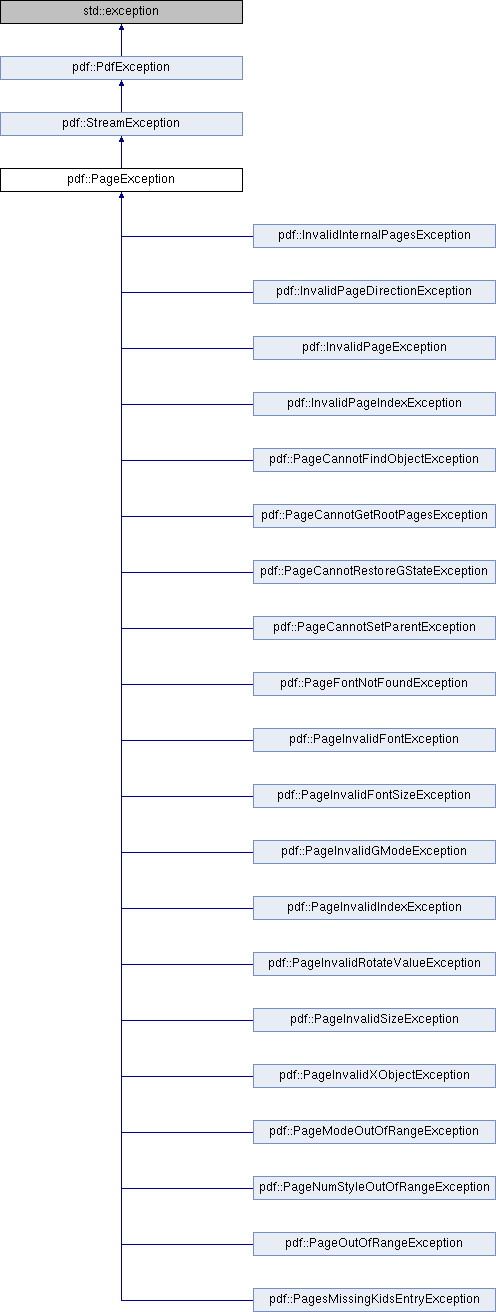 std::exception
pdf::PdfException
pdf::StreamException
pdf::PageException
pdf::InvalidInternalPagesException
pdf::InvalidPageDirectionException
pdf::InvalidPageException
pdf::InvalidPageIndexException
pdf::PageCannotFindObjectException
pdf::PageCannotGetRootPagesException
pdf::PageCannotRestoreGStateException
pdf::PageCannotSetParentException
pdf::PageFontNotFoundException
pdf::PageInvalidFontException
pdf::PageInvalidFontSizeException
pdf::PageInvalidGModeException
pdf::PageInvalidIndexException
pdf::PageInvalidRotateValueException
pdf::PageInvalidSizeException
pdf::PageInvalidXObjectException
pdf::PageModeOutOfRangeException
pdf::PageNumStyleOutOfRangeException
pdf::PageOutOfRangeException
pdf::PagesMissingKidsEntryException